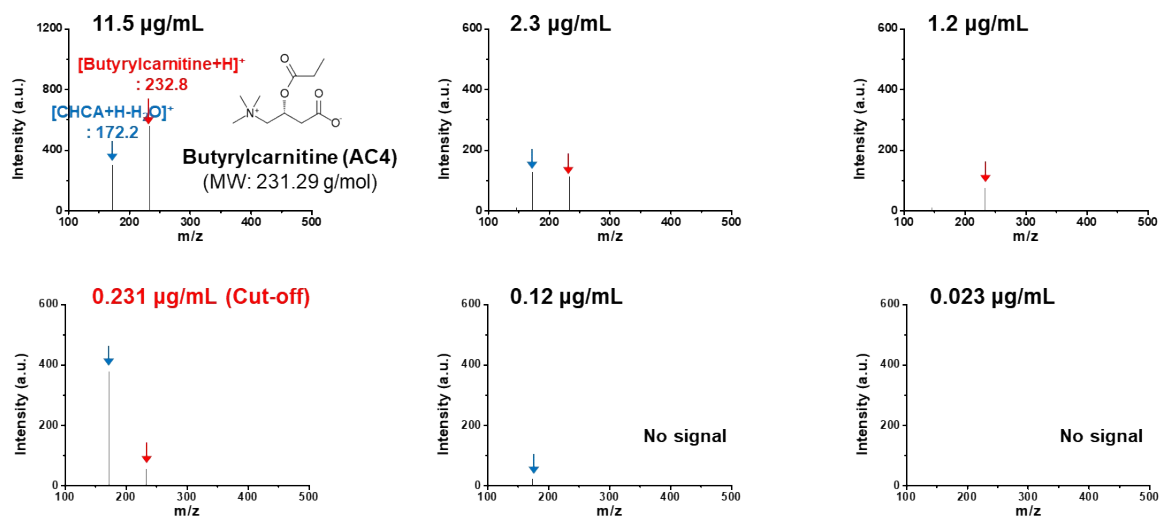 11.5 µg/mL
1200
800
400
0
Intensity (a.u.)
100 200 300 400 500
m/z
[Butyrylcarnitine+H]⁺
: 232.8
[CHCA+H-H₂O]⁺
: 172.2
O
O
O
N⁺
O⁻
Butyrylcarnitine (AC4)
(MW: 231.29 g/mol)
2.3 µg/mL
600
400
200
0
Intensity (a.u.)
100 200 300 400 500
m/z
1.2 µg/mL
600
400
200
0
Intensity (a.u.)
100 200 300 400 500
m/z
0.231 µg/mL (Cut-off)
600
400
200
0
Intensity (a.u.)
100 200 300 400 500
m/z
0.12 µg/mL
600
400
200
0
Intensity (a.u.)
No signal
100 200 300 400 500
m/z
0.023 µg/mL
600
400
200
0
Intensity (a.u.)
No signal
100 200 300 400 500
m/z